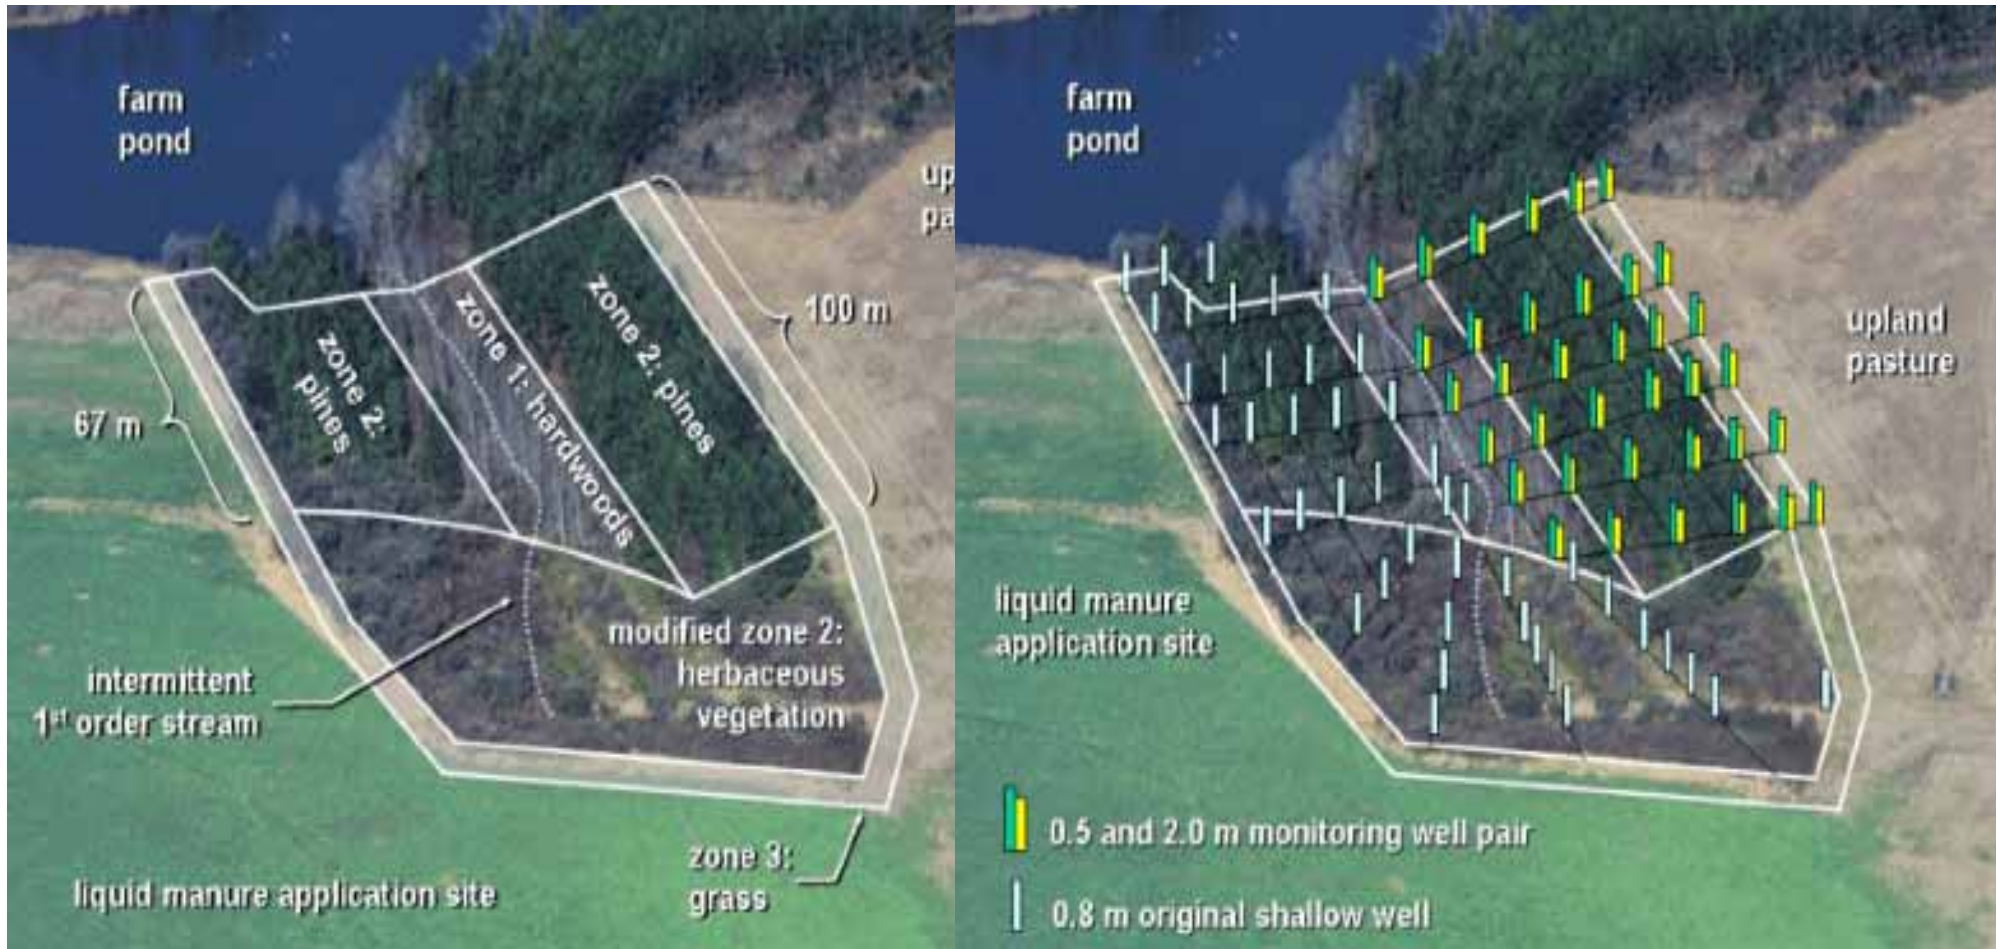 farm
pond
up
pa
100 m
zone 1: hardwoods
zone 2: pines
zone 2:
pines
67 m
modified zone 2:
herbaceous
vegetation
intermittent
1st order stream
zone 3:
grass
liquid manure application site
farm
pond
upland
pasture
liquid manure
application site
0.5 and 2.0 m monitoring well pair
0.8 m original shallow well